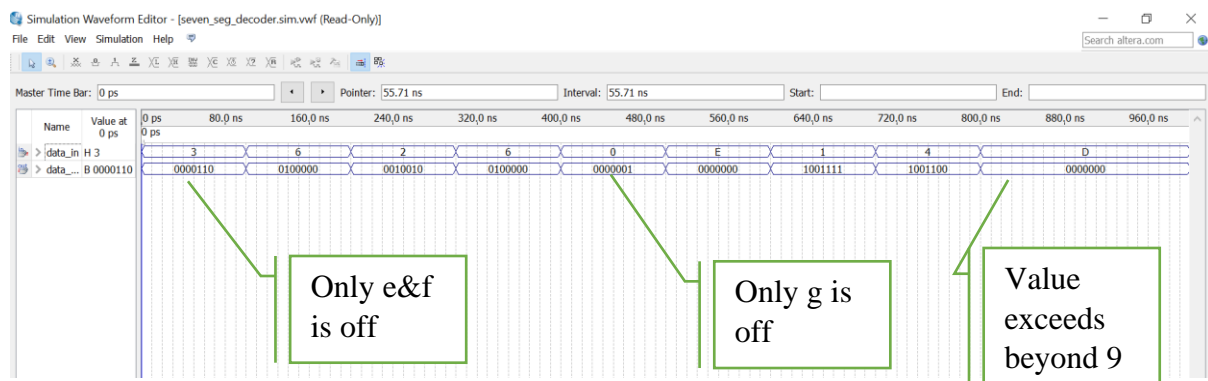 Simulation Waveform Editor - [seven_seg_decoder.sim.vwf (Read-Only)]
File Edit View Simulation Help
Search altera.com
Master Time Bar: 0 ps Pointer: 55.71 ns Interval: 55.71 ns Start: End:
Name Value at 0 ps
0 ps 80.0 ns 160.0 ns 240.0 ns 320.0 ns 400.0 ns 480.0 ns 560.0 ns 640.0 ns 720.0 ns 800.0 ns 880.0 ns 960.0 ns
0 ps
data_in H 3 3 6 2 6 0 E 1 4 D
data_... B 0000110 0000110 0100000 0010010 0100000 0000001 0000000 1001111 1001100 0000000
Only e&f
is off
Only g is
off
Value
exceeds
beyond 9